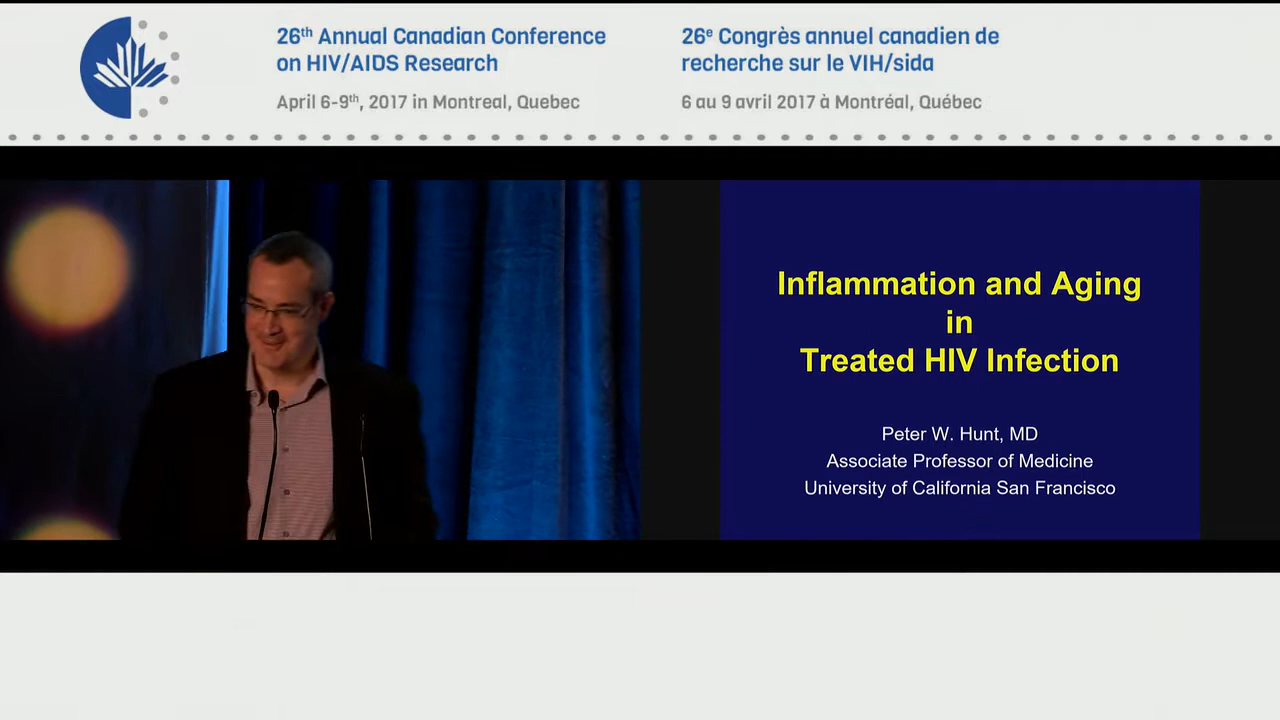 26th Annual Canadian Conference
on HIV/AIDS Research
April 6-9th, 2017 in Montreal, Quebec
26e Congrès annuel canadien de
recherche sur le VIH/sida
6 au 9 avril 2017 à Montréal, Québec
Inflammation and Aging
in
Treated HIV Infection
Peter W. Hunt, MD
Associate Professor of Medicine
University of California San Francisco